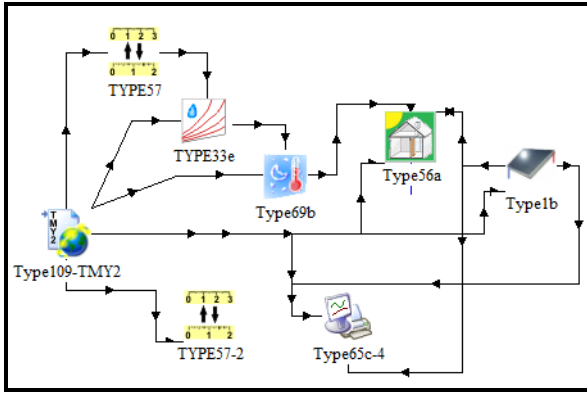 0 1 2 3
0 1 2
TYPE57
TYPE33e
Type69b
Type56a
Type1b
TMY2
Type109-TMY2
0 1 2 3
0 1 2
TYPE57-2
Type65c-4